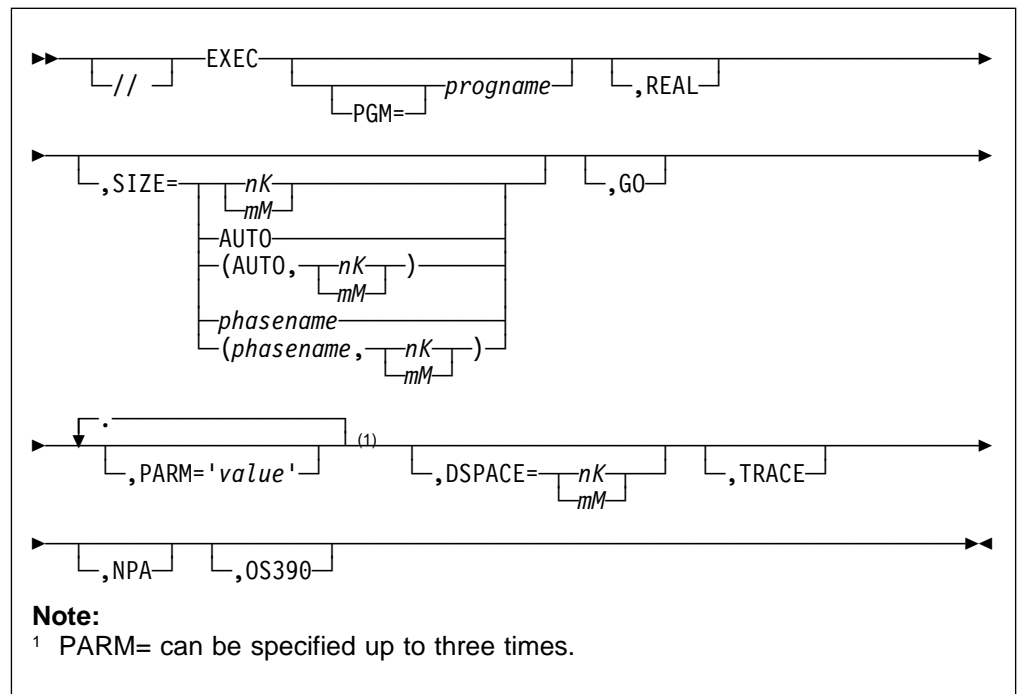 EXEC
// progname ,REAL
PGM=
,SIZE= nK ,GO
mM
AUTO
(AUTO, nK )
mM
phasename
(phasename, nK )
mM
. (1)
,PARM='value' ,DSPACE= nK ,TRACE
mM
,NPA ,OS390
Note:
1 PARM= can be specified up to three times.